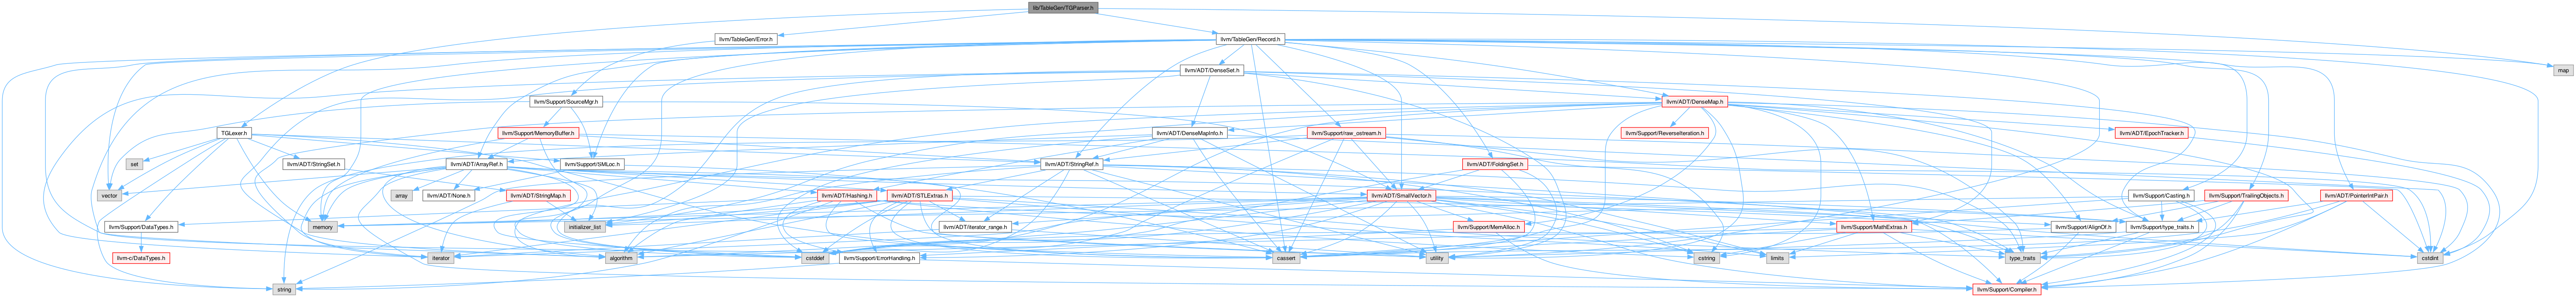 lib/TableGen/TGParser.h
llvm/TableGen/Error.h
llvm/TableGen/Record.h
llvm/ADT/DenseSet.h
map
llvm/Support/SourceMgr.h
llvm/ADT/DenseMap.h
TGLexer.h
llvm/Support/MemoryBuffer.h
llvm/ADT/DenseMapInfo.h
llvm/Support/raw_ostream.h
llvm/Support/ReverseIteration.h
llvm/ADT/EpochTracker.h
set
llvm/ADT/StringSet.h
llvm/Support/SMLoc.h
llvm/ADT/ArrayRef.h
llvm/ADT/StringRef.h
llvm/ADT/FoldingSet.h
vector
array
llvm/ADT/None.h
llvm/ADT/StringMap.h
llvm/ADT/Hashing.h
llvm/ADT/STLExtras.h
llvm/ADT/SmallVector.h
llvm/Support/Casting.h
llvm/Support/TrailingObjects.h
llvm/ADT/PointerIntPair.h
llvm/Support/DataTypes.h
memory
initializer_list
llvm/ADT/iterator_range.h
llvm/Support/MemAlloc.h
llvm/Support/MathExtras.h
llvm/Support/AlignOf.h
llvm/Support/type_traits.h
llvm-c/DataTypes.h
iterator
algorithm
cstddef
llvm/Support/ErrorHandling.h
cassert
utility
cstring
limits
type_traits
cstdint
string
llvm/Support/Compiler.h